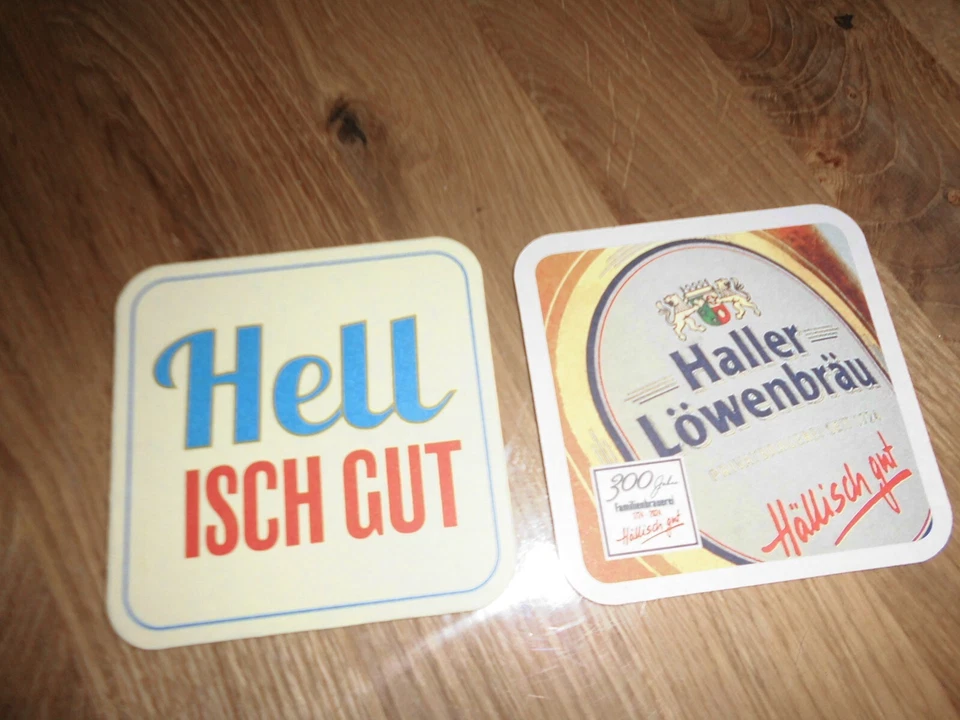 Hell
ISCH GUT
Haller
Löwenbräu
Hällisch gut
300 Jahre
Familienbrauerei
Hällisch gut